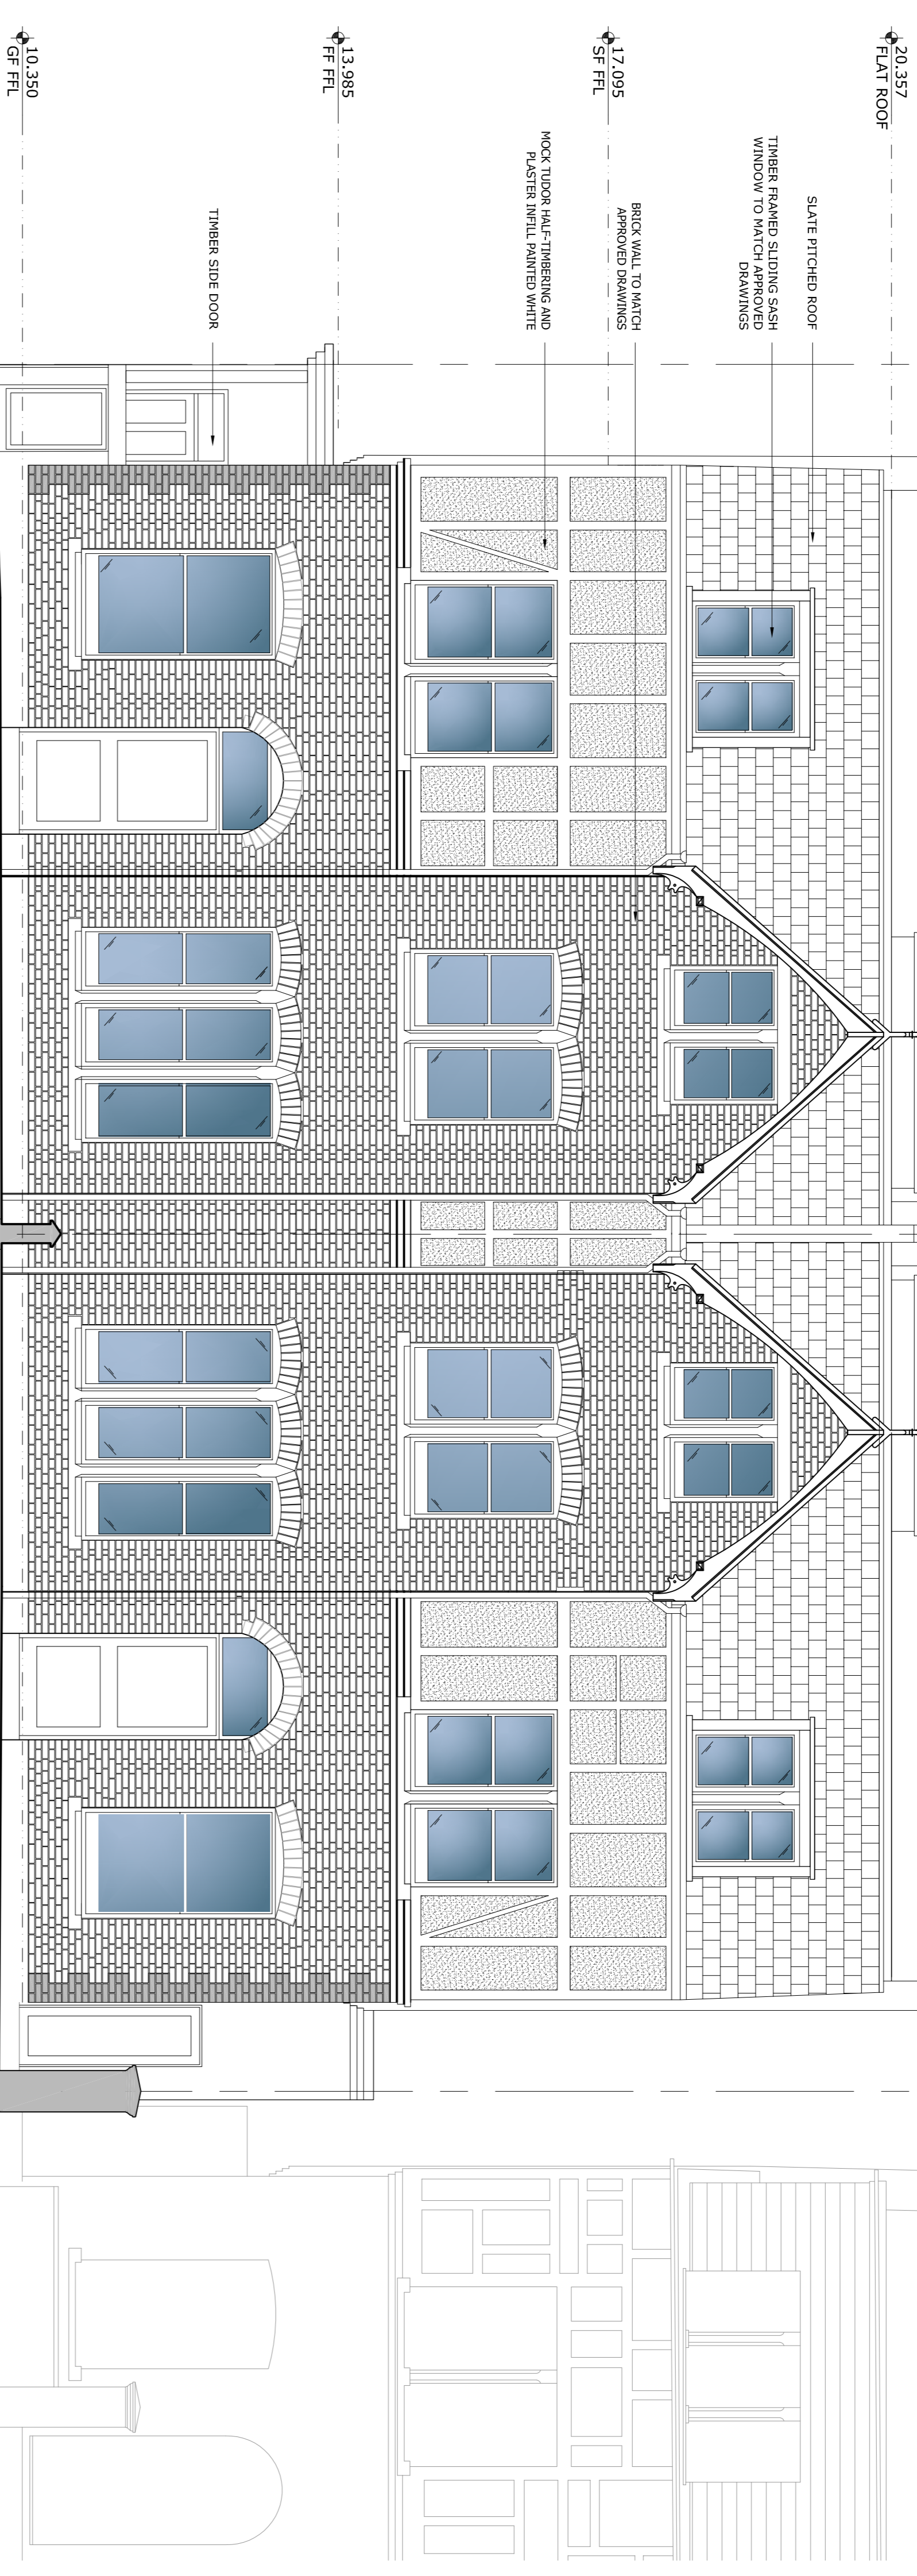 20.357
FLAT ROOF
17.095
SF FFL
13.985
FF FFL
10.350
GF FFL
SLATE PITCHED ROOF
TIMBER FRAMED SLIDING SASH
WINDOW TO MATCH APPROVED
DRAWINGS
BRICK WALL TO MATCH
APPROVED DRAWINGS
MOCK TUDOR HALF-TIMBERING AND
PLASTER INFILL PAINTED WHITE
TIMBER SIDE DOOR